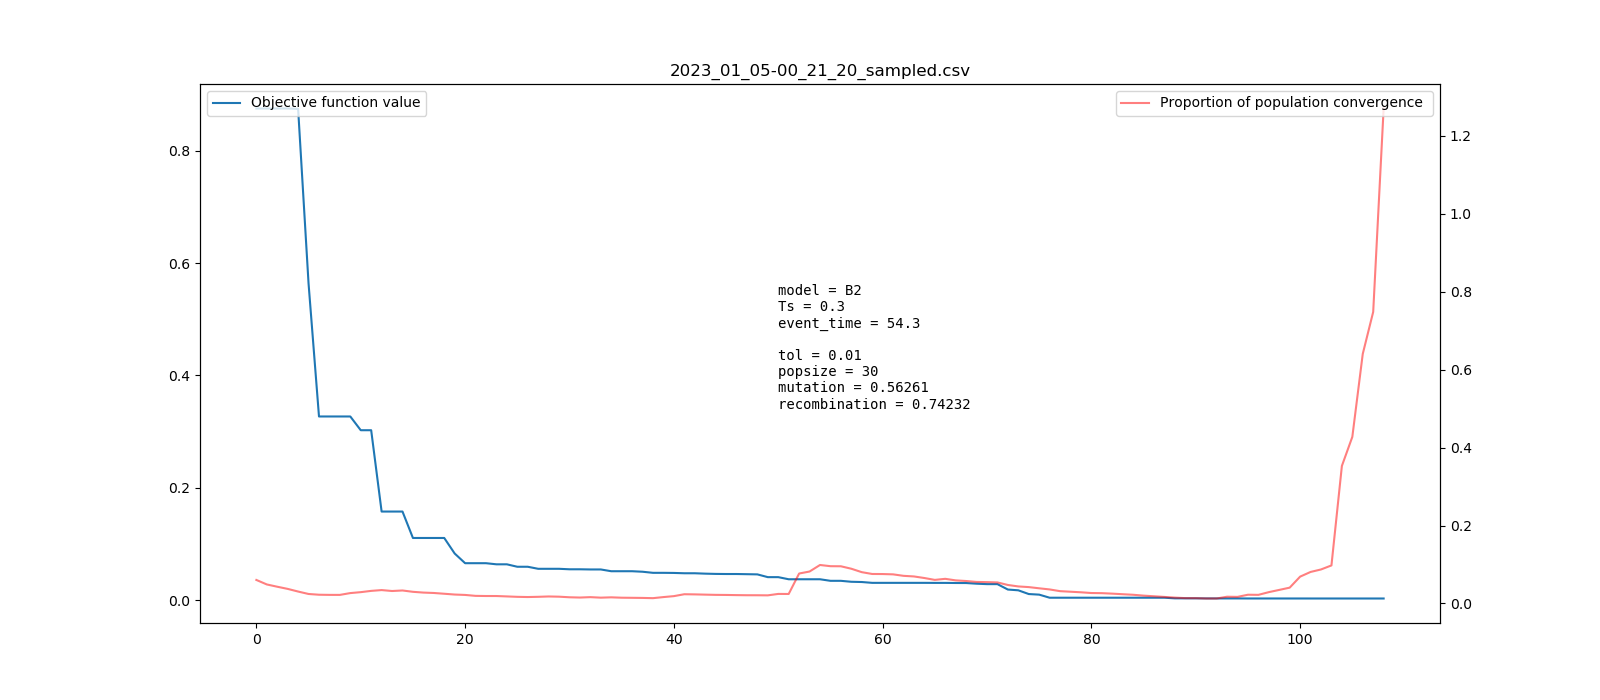 2023_01_05-00_21_20_sampled.csv
Objective function value
Proportion of population convergence
0.8
0.6
0.4
0.2
0.0
model = B2
Ts = 0.3
event_time = 54.3
tol = 0.01
popsize = 30
mutation = 0.56261
recombination = 0.74232
1.2
1.0
0.8
0.6
0.4
0.2
0.0
0 20 40 60 80 100